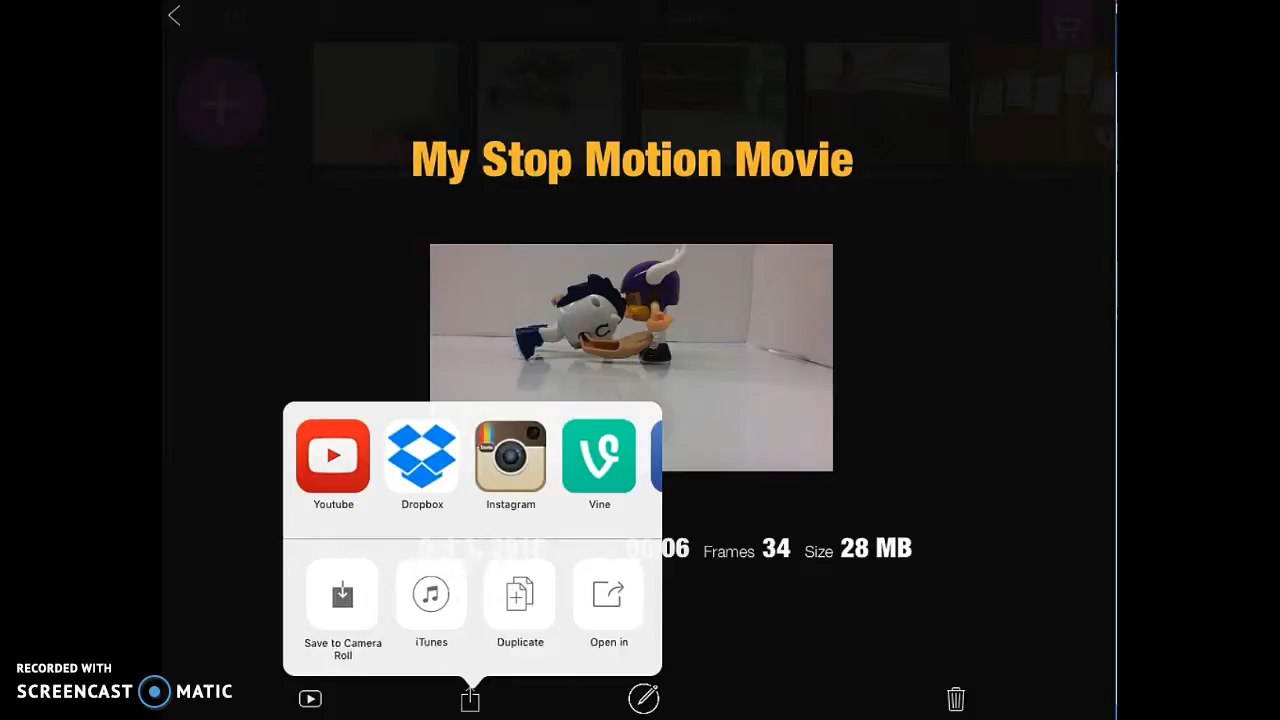 My Stop Motion Movie
Youtube
Dropbox
Instagram
Vine
06 Frames 34 Size 28 MB
Save to Camera
Roll
iTunes
Duplicate
Open in
RECORDED WITH
SCREENCAST MATIC